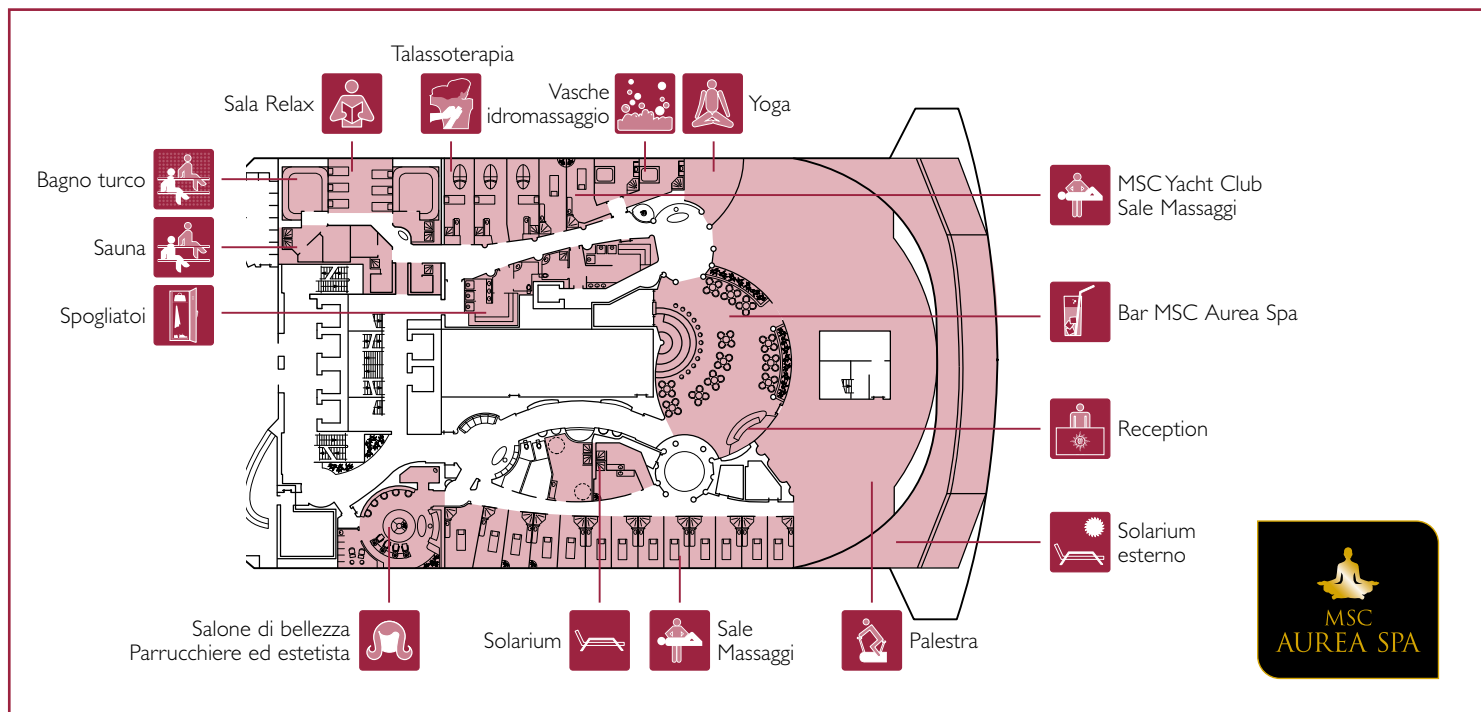 Talassoterapia
Sala Relax
Vasche
idromassaggio
Yoga
Bagno turco
MSC Yacht Club
Sale Massaggi
Sauna
Spogliatoi
Bar MSC Aurea Spa
Reception
Solarium
esterno
Salone di bellezza
Parrucchiere ed estetista
Solarium
Sale
Massaggi
Palestra
MSC
AUREA SPA